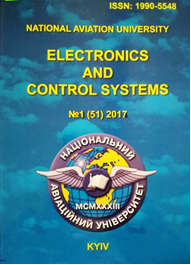 ISSN: 1990-5548
NATIONAL AVIATION UNIVERSITY
ELECTRONICS
AND
CONTROL SYSTEMS
№1 (51) 2017
НАЦІОНАЛЬНИЙ
АВІАЦІЙНИЙ УНІВЕРСИТЕТ
MCMXXXIII
KYIV